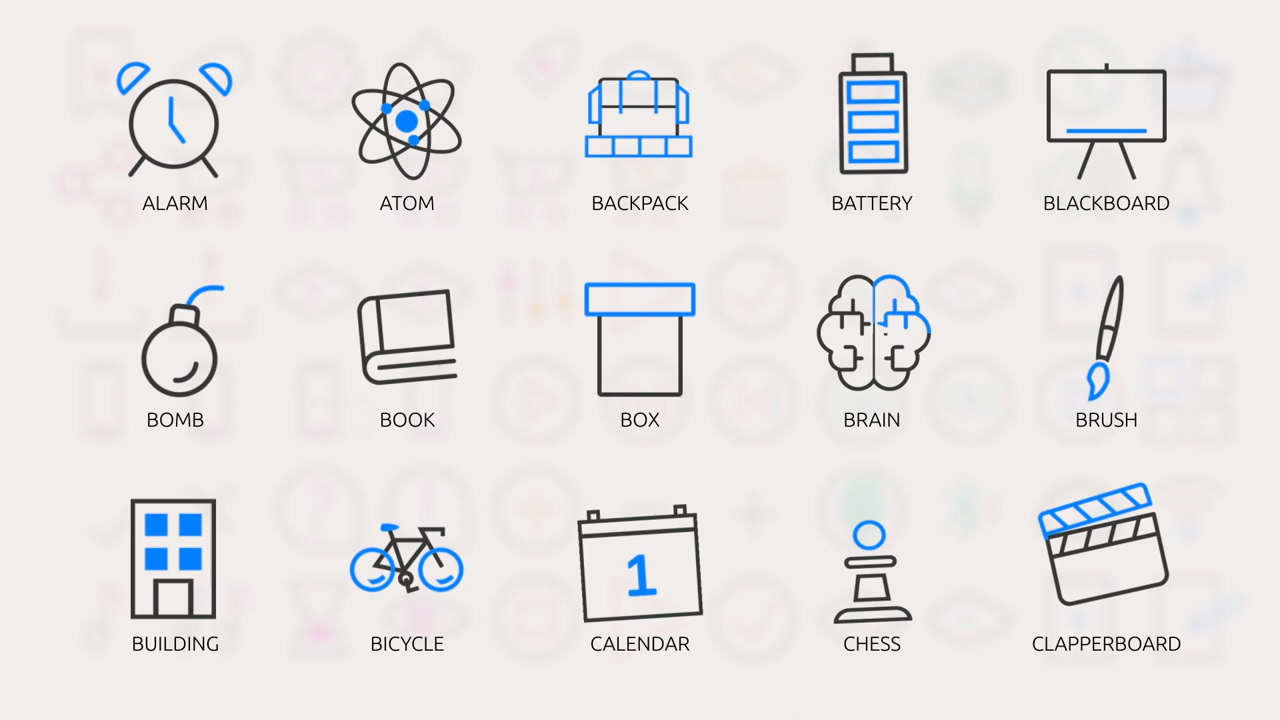 ALARM
ATOM
BACKPACK
BATTERY
BLACKBOARD
BOMB
BOOK
BOX
BRAIN
BRUSH
1
BUILDING
BICYCLE
CALENDAR
CHESS
CLAPPERBOARD